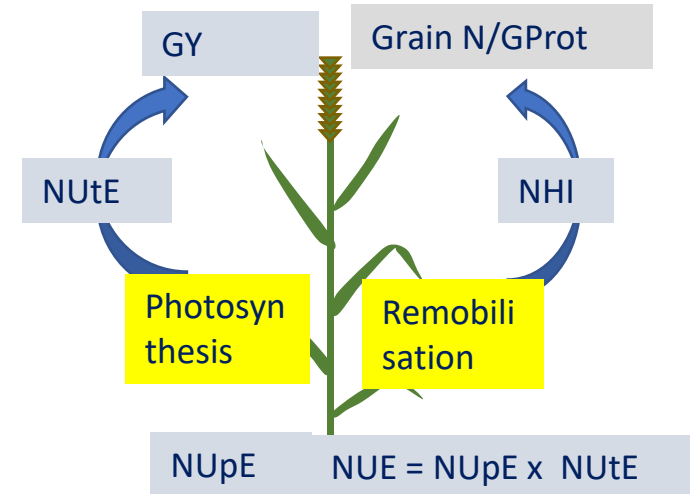 GY
Grain N/GProt
NUtE
NHI
Photosyn
thesis
Remobili
sation
NUpE
NUE = NUpE x NUtE